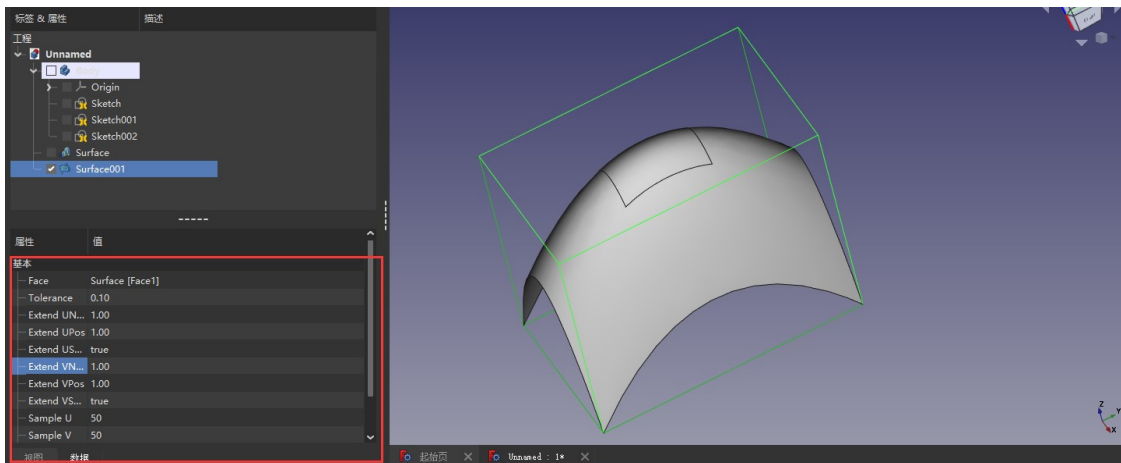 标签 & 属性 描述
工程
Unnamed
Origin
Sketch
Sketch001
Sketch002
Surface
Surface001
属性 值
基本
Face Surface [Face1]
Tolerance 0.10
Extend UN... 1.00
Extend UPos 1.00
Extend US... true
Extend VN... 1.00
Extend VPos 1.00
Extend VS... true
Sample U 50
Sample V 50
视图 数据
起始页 Unnamed : 1*
Z
Y
X